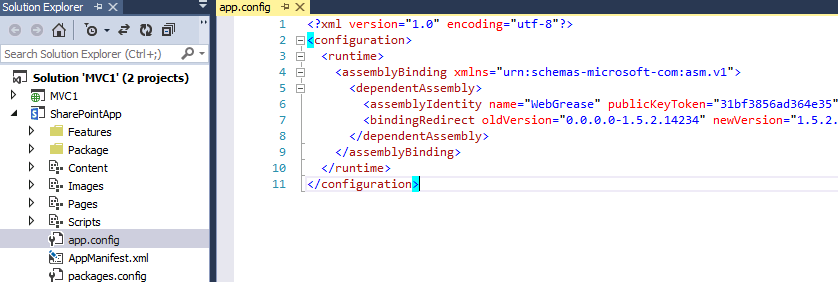 Solution Explorer
Search Solution Explorer (Ctrl+;)
Solution 'MVC1' (2 projects)
MVC1
SharePointApp
Features
Package
Content
Images
Pages
Scripts
app.config
AppManifest.xml
packages.config
app.config
1 <?xml version="1.0" encoding="utf-8"?>
2 <configuration>
3 <runtime>
4 <assemblyBinding xmlns="urn:schemas-microsoft-com:asm.v1">
5 <dependentAssembly>
6 <assemblyIdentity name="WebGrease" publicKeyToken="31bf3856ad364e35"
7 <bindingRedirect oldVersion="0.0.0.0-1.5.2.14234" newVersion="1.5.2.
8 </dependentAssembly>
9 </assemblyBinding>
10 </runtime>
11 </configuration>